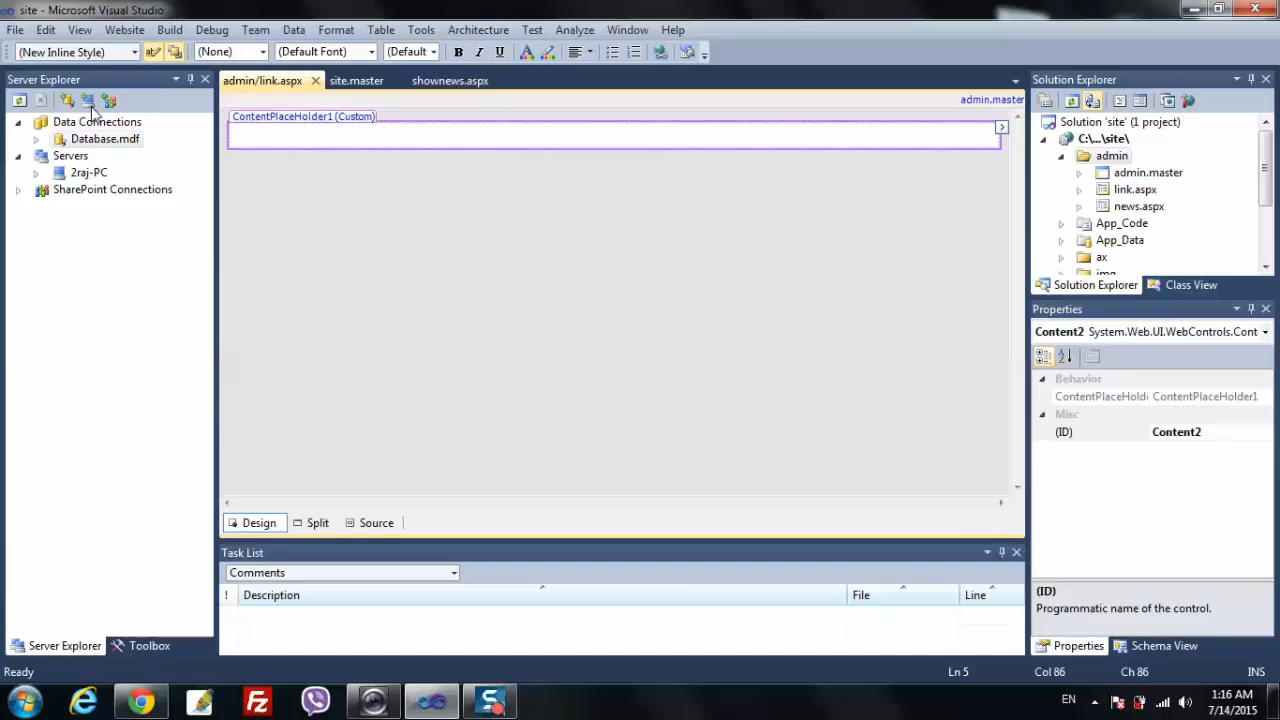 site - Microsoft Visual Studio
File Edit View Website Build Debug Team Data Format Table Tools Architecture Test Analyze Window Help
(New Inline Style) (None) (Default Font) (Default B I U A
Server Explorer
Data Connections
Database.mdf
Servers
2raj-PC
SharePoint Connections
Server Explorer Toolbox
admin/link.aspx site.master shownews.aspx
admin.master
ContentPlaceHolder1 (Custom)
Design Split Source
Task List
Comments
! Description File Line
Solution Explorer
Solution 'site' (1 project)
C:\...\site\
admin
admin.master
link.aspx
news.aspx
App_Code
App_Data
ax
img
Solution Explorer Class View
Properties
Content2 System.Web.UI.WebControls.Cont
Behavior
ContentPlaceHold ContentPlaceHolder1
Misc
(ID) Content2
(ID)
Programmatic name of the control.
Properties Schema View
Ready Ln 5 Col 86 Ch 86 INS
EN 1:16 AM
7/14/2015